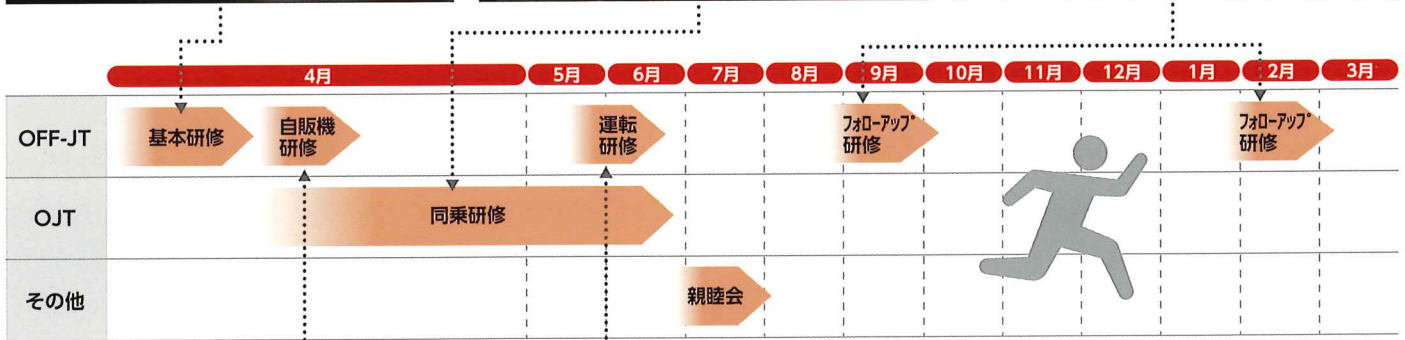 4月 5月 6月 7月 8月 9月 10月 11月 12月 1月 2月 3月
OFF-JT
基本研修
自販機
研修
運転
研修
フォローアップ
研修
フォローアップ
研修
OJT
同乗研修
その他
親睦会